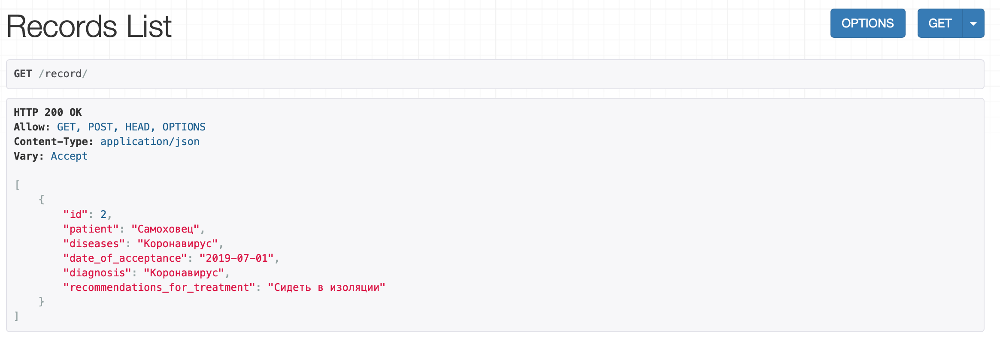 Records List
OPTIONS
GET
GET /record/
HTTP 200 OK
Allow: GET, POST, HEAD, OPTIONS
Content-Type: application/json
Vary: Accept
[
    {
        "id": 2,
        "patient": "Самоховец",
        "diseases": "Коронавирус",
        "date_of_acceptance": "2019-07-01",
        "diagnosis": "Коронавирус",
        "recommendations_for_treatment": "Сидеть в изоляции"
    }
]